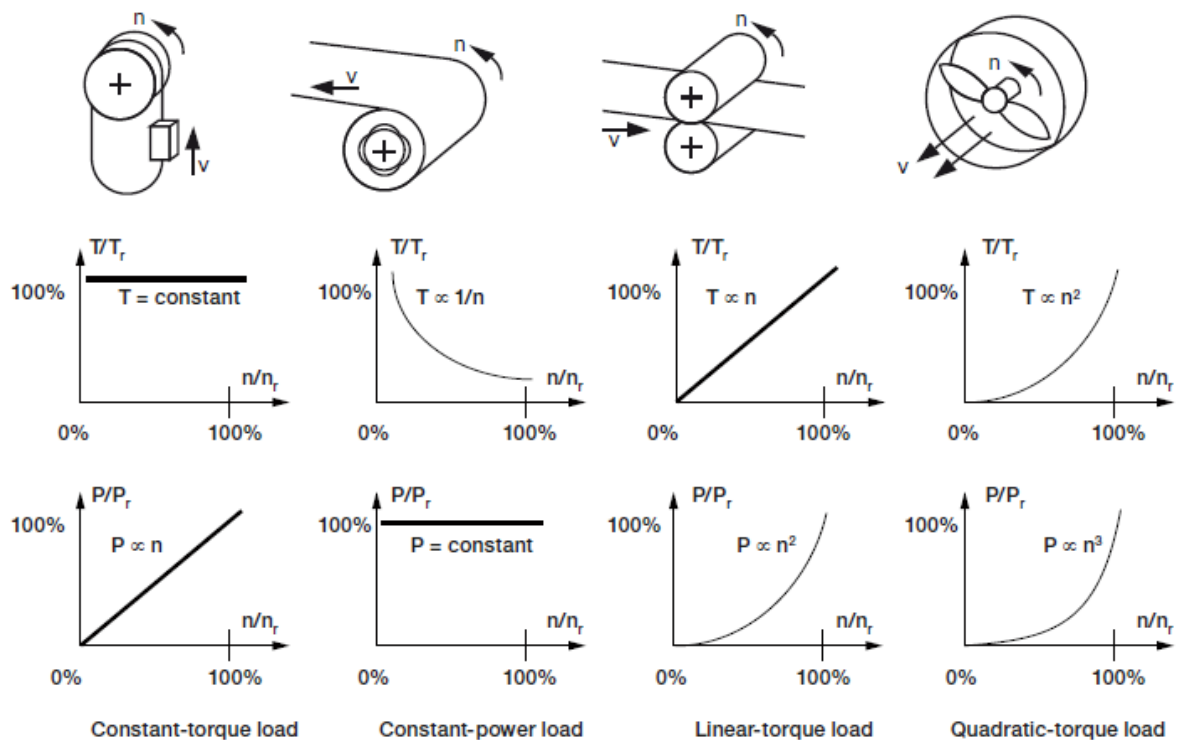 n
v
n
v
n
v
n
v
T/Tᵣ
100%
T = constant
n/nᵣ
0%
100%
T/Tᵣ
100%
T ∝ 1/n
n/nᵣ
0%
100%
T/Tᵣ
100%
T ∝ n
n/nᵣ
0%
100%
T/Tᵣ
100%
T ∝ n²
n/nᵣ
0%
100%
P/Pᵣ
100%
P ∝ n
n/nᵣ
0%
100%
P/Pᵣ
100%
P = constant
n/nᵣ
0%
100%
P/Pᵣ
100%
P ∝ n²
n/nᵣ
0%
100%
P/Pᵣ
100%
P ∝ n³
n/nᵣ
0%
100%
Constant-torque load
Constant-power load
Linear-torque load
Quadratic-torque load